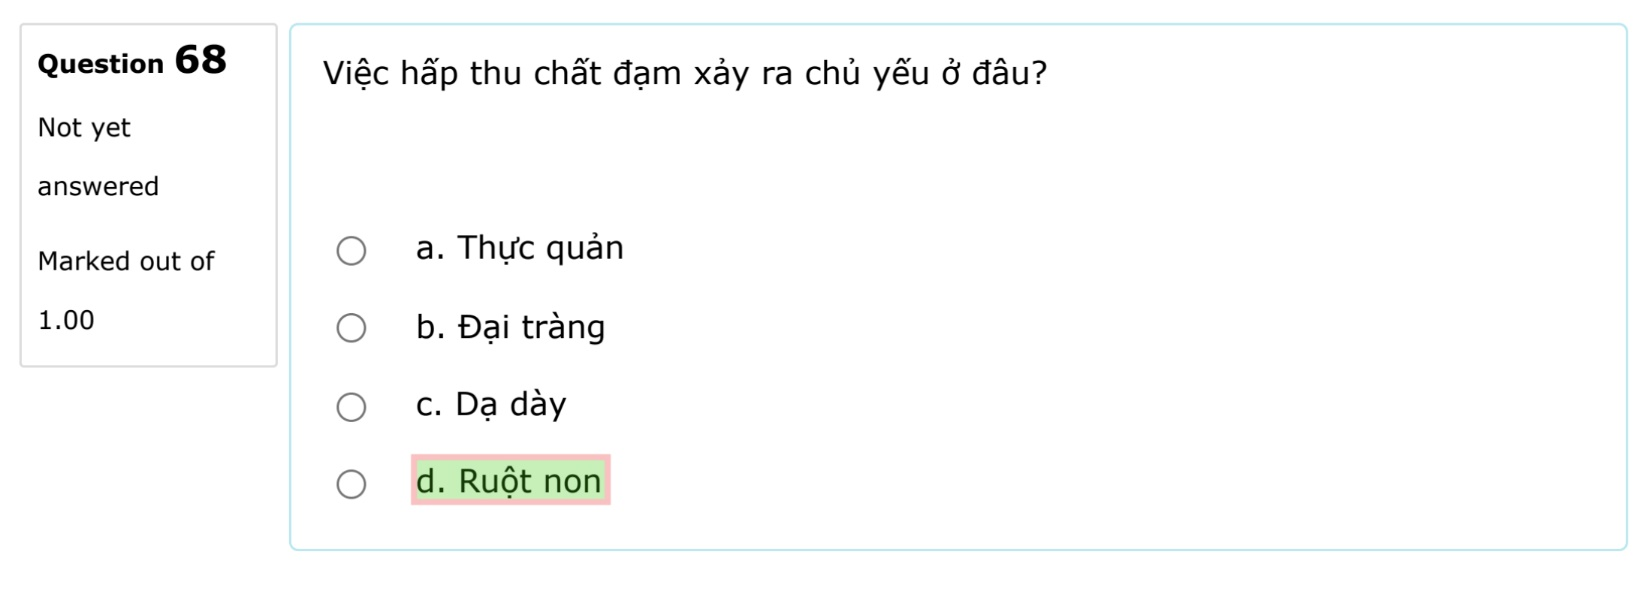 Question 68
Not yet
answered
Marked out of
1.00
Việc hấp thu chất đạm xảy ra chủ yếu ở đâu?
a. Thực quản
b. Đại tràng
c. Dạ dày
d. Ruột non